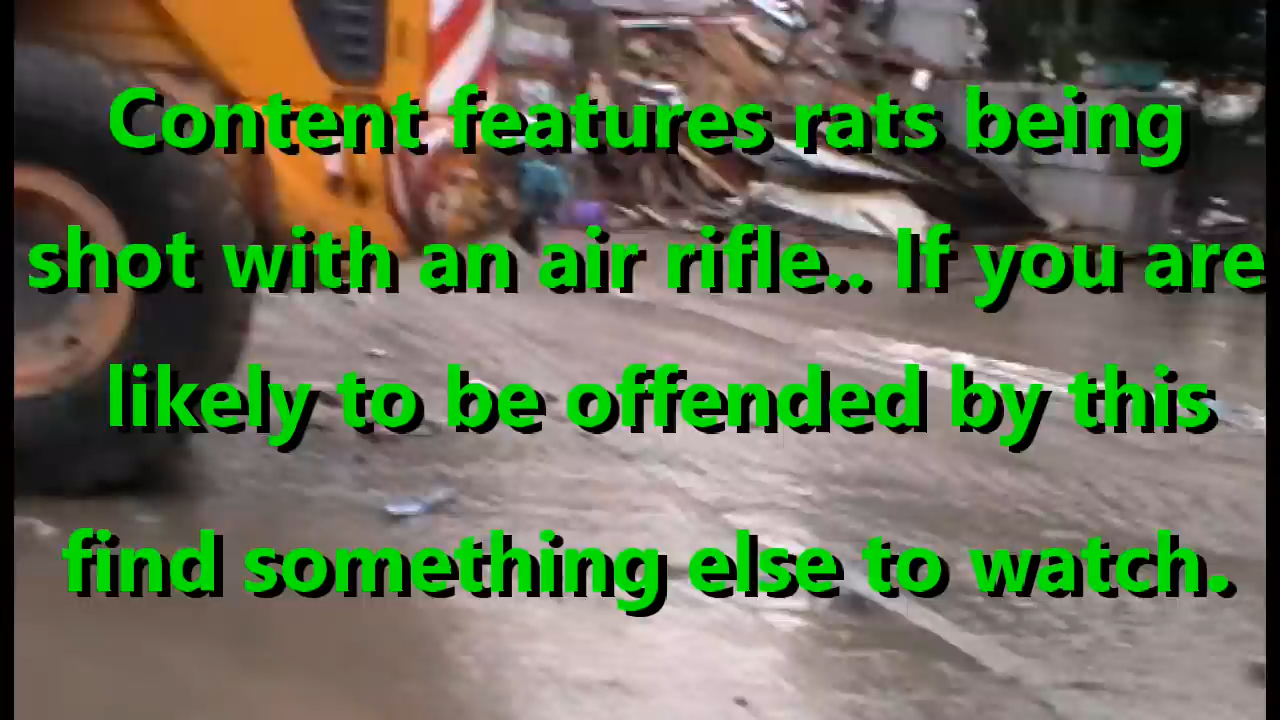 Content features rats being
shot with an air rifle.. If you are
likely to be offended by this
find something else to watch.